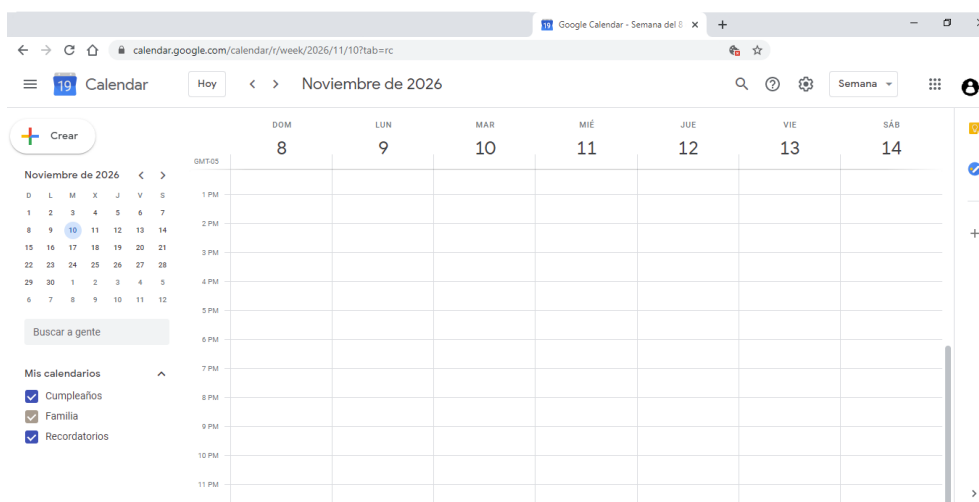 Google Calendar - Semana del 8
calendar.google.com/calendar/r/week/2026/11/10?tab=rc
19 Calendar Hoy Noviembre de 2026 Semana
Crear
Noviembre de 2026
D L M X J V S
1 2 3 4 5 6 7
8 9 10 11 12 13 14
15 16 17 18 19 20 21
22 23 24 25 26 27 28
29 30 1 2 3 4 5
6 7 8 9 10 11 12
Buscar a gente
Mis calendarios
Cumpleaños
Familia
Recordatorios
DOM LUN MAR MIÉ JUE VIE SÁB
8 9 10 11 12 13 14
GMT-05
1 PM
2 PM
3 PM
4 PM
5 PM
6 PM
7 PM
8 PM
9 PM
10 PM
11 PM